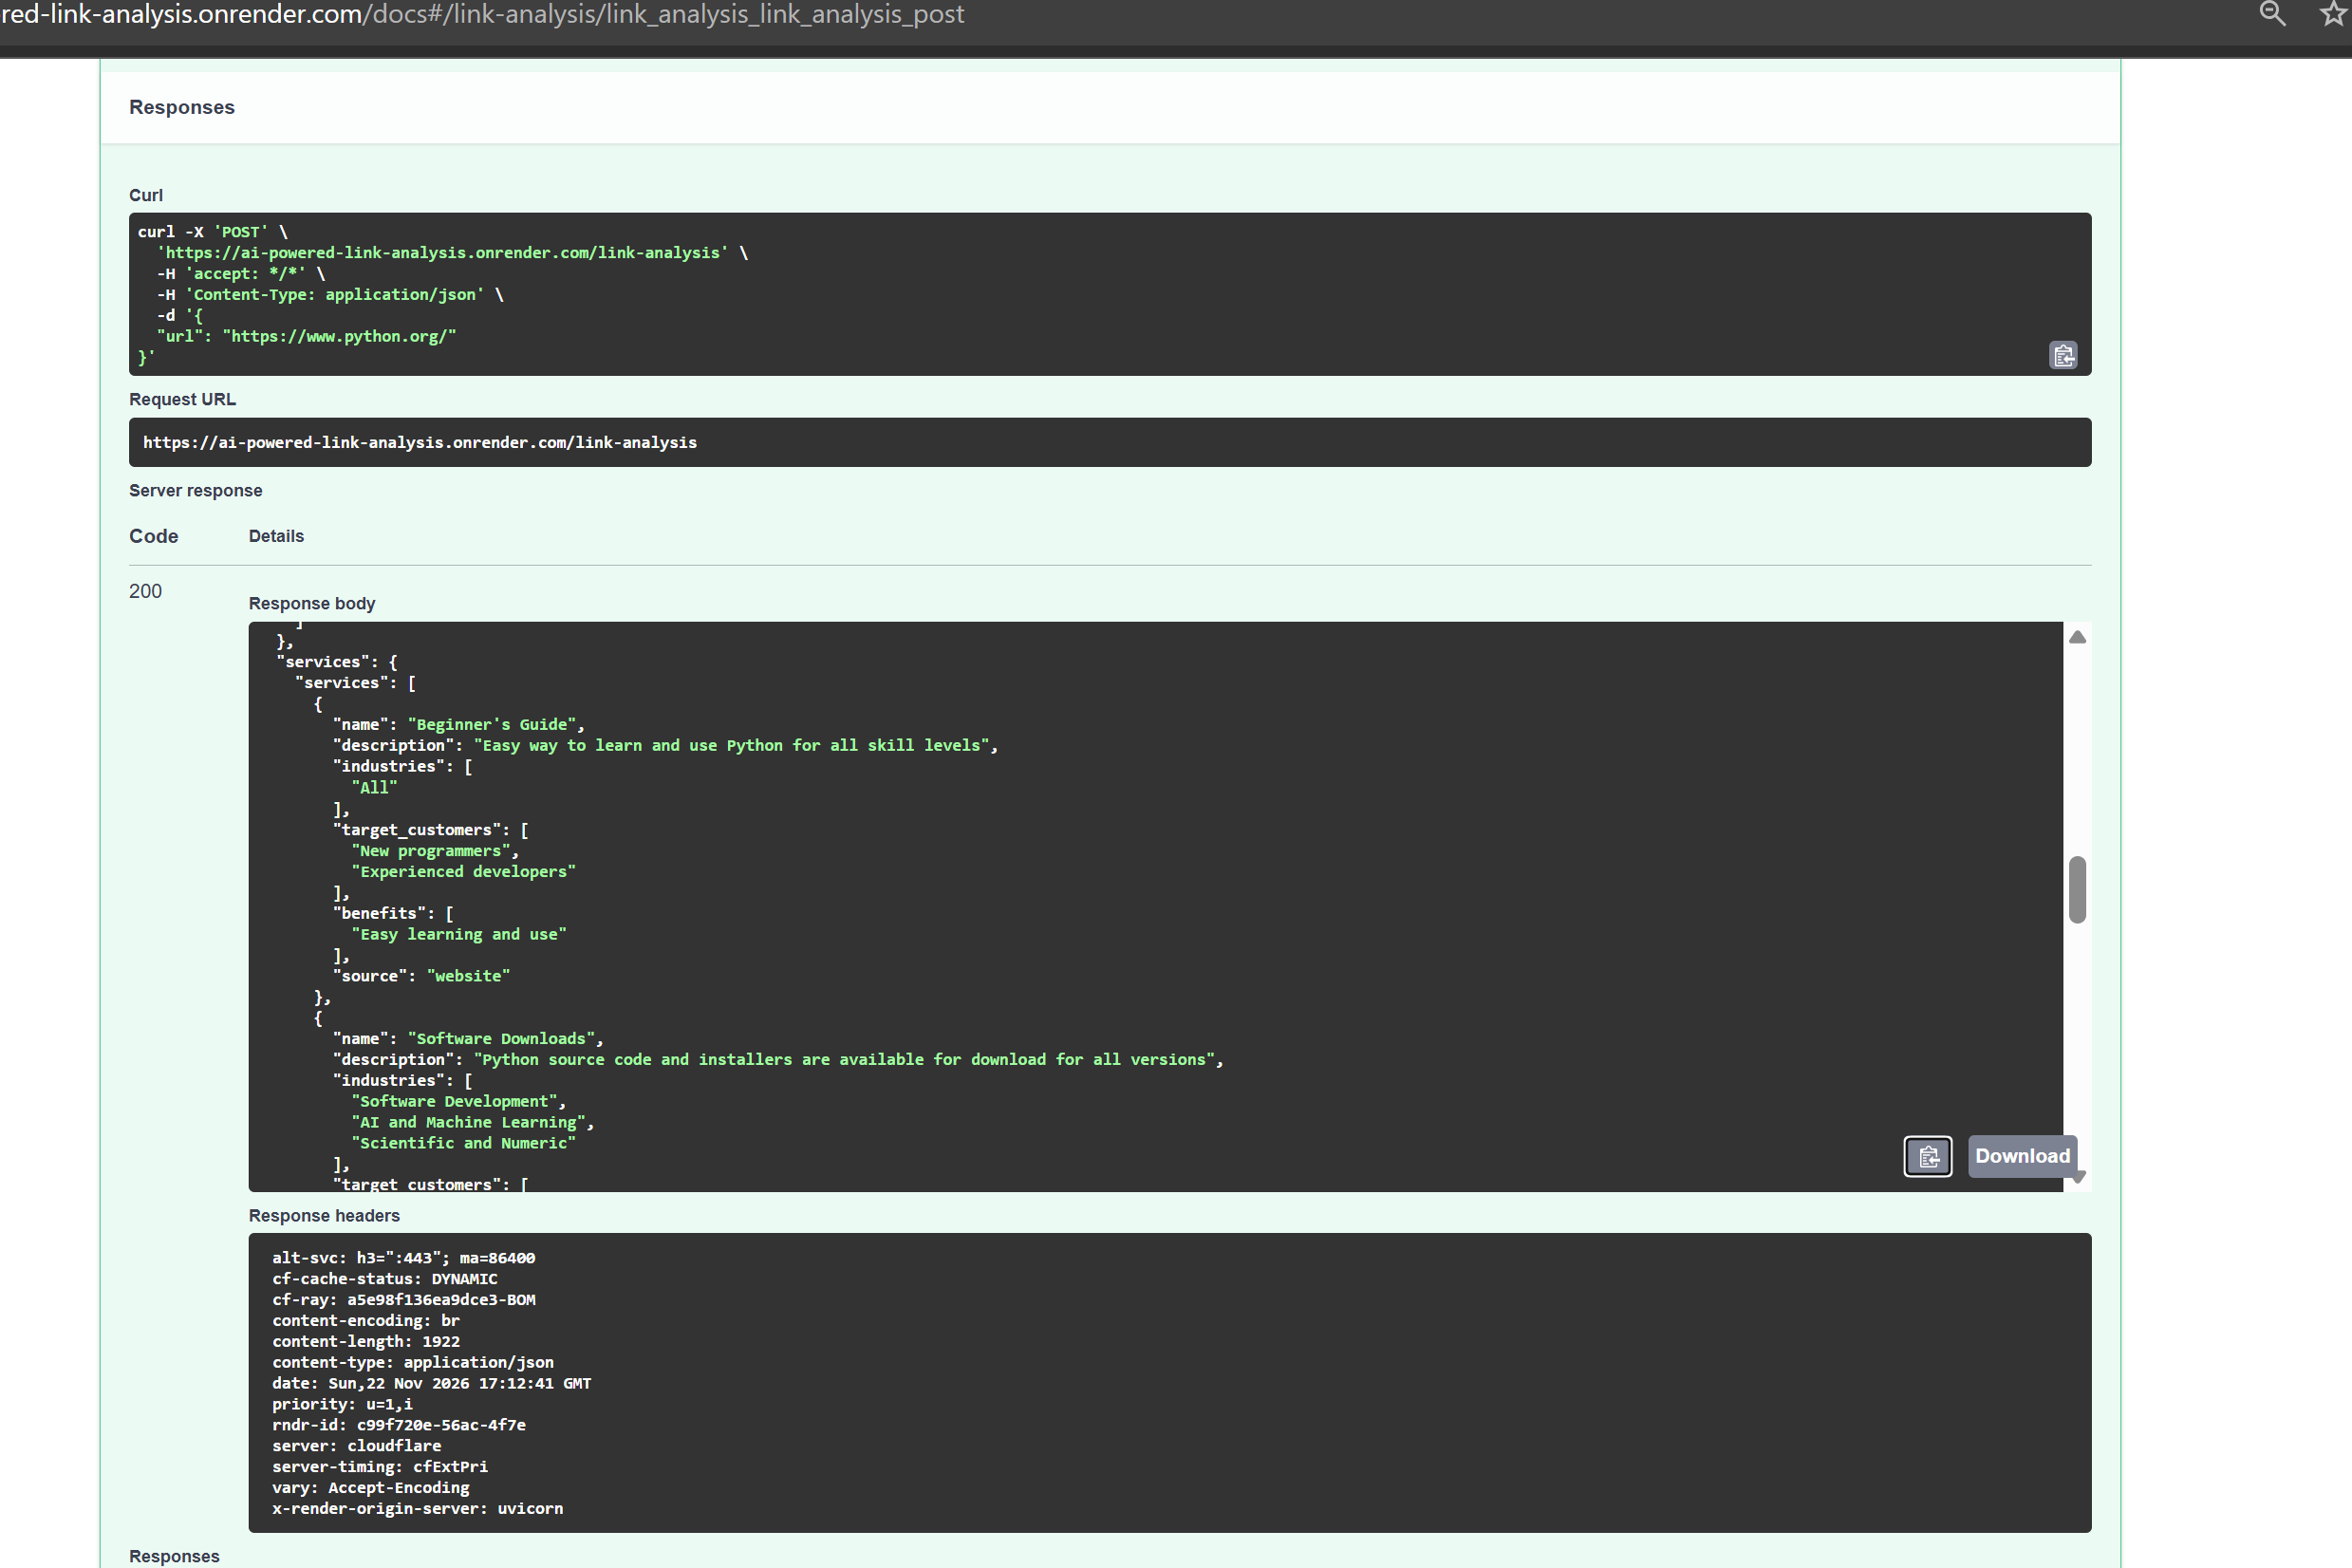 red-link-analysis.onrender.com/docs#/link-analysis/link_analysis_link_analysis_post
Responses
Curl
curl -X 'POST' \
  'https://ai-powered-link-analysis.onrender.com/link-analysis' \
  -H 'accept: */*' \
  -H 'Content-Type: application/json' \
  -d '{
  "url": "https://www.python.org/"
}'
Request URL
https://ai-powered-link-analysis.onrender.com/link-analysis
Server response
Code Details
200
Response body
    ]
  },
  "services": {
    "services": [
      {
        "name": "Beginner's Guide",
        "description": "Easy way to learn and use Python for all skill levels",
        "industries": [
          "All"
        ],
        "target_customers": [
          "New programmers",
          "Experienced developers"
        ],
        "benefits": [
          "Easy learning and use"
        ],
        "source": "website"
      },
      {
        "name": "Software Downloads",
        "description": "Python source code and installers are available for download for all versions",
        "industries": [
          "Software Development",
          "AI and Machine Learning",
          "Scientific and Numeric"
        ],
        "target_customers": [
Download
Response headers
alt-svc: h3=":443"; ma=86400
cf-cache-status: DYNAMIC
cf-ray: a5e98f136ea9dce3-BOM
content-encoding: br
content-length: 1922
content-type: application/json
date: Sun,22 Nov 2026 17:12:41 GMT
priority: u=1,i
rndr-id: c99f720e-56ac-4f7e
server: cloudflare
server-timing: cfExtPri
vary: Accept-Encoding
x-render-origin-server: uvicorn
Responses